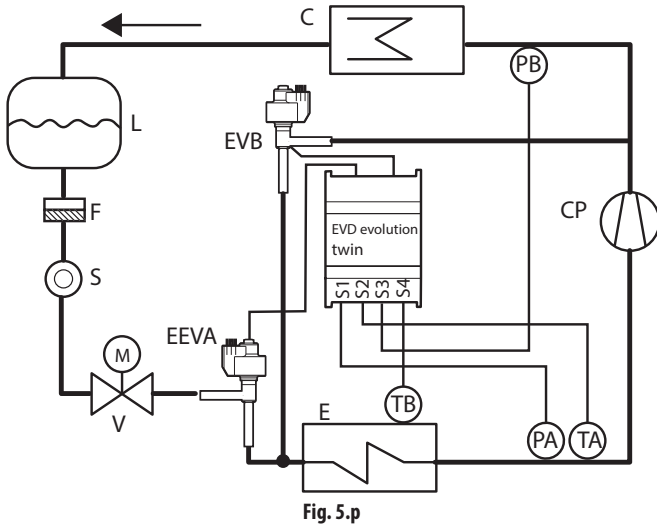 C
PB
L
EVB
CP
EVD evolution
twin
F
S1
S2
S3
S4
S
EEVA
M
V
E
TB
PA
TA
Fig. 5.p